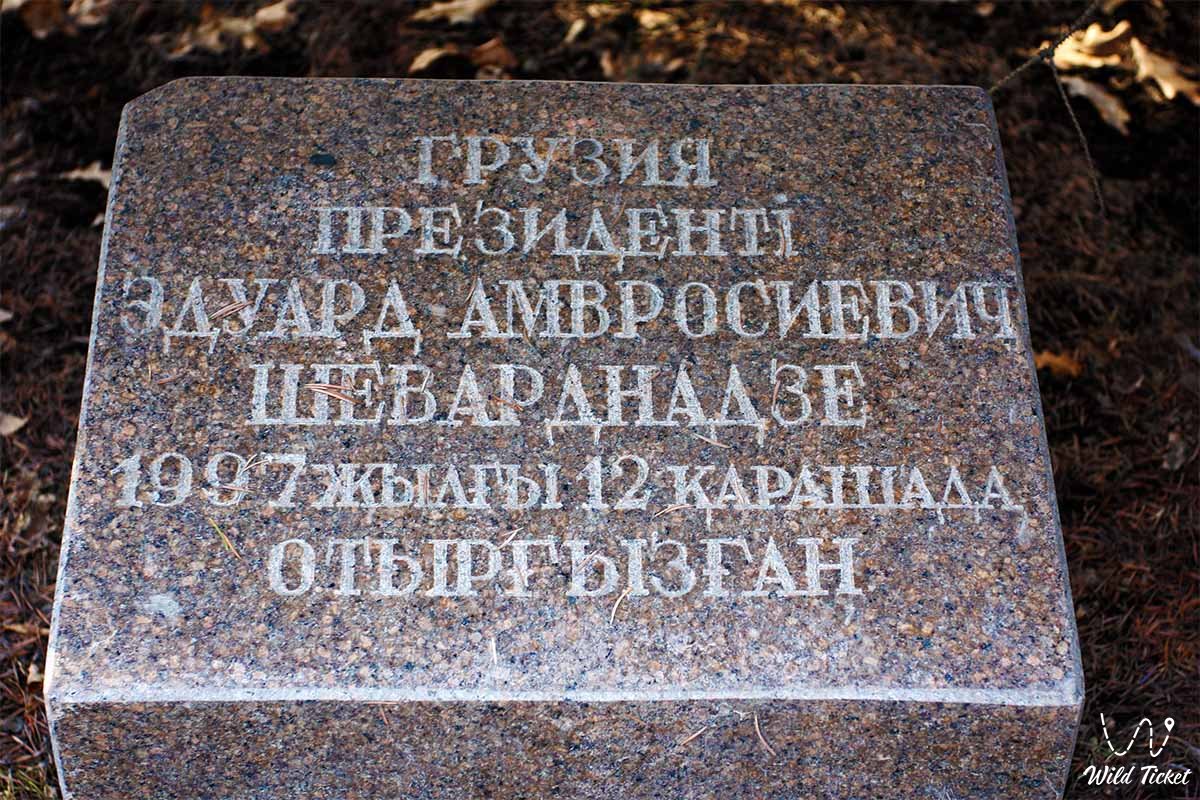 ГРУЗИЯ
ПРЕЗИДЕНТІ
ЭДУАРД АМВРОСИЕВИЧ
ШЕВАРДНАДЗЕ
1997 ЖЫЛҒЫ 12 ҚАРАШАДА
ОТЫРҒЫЗҒАН
Wild Ticket